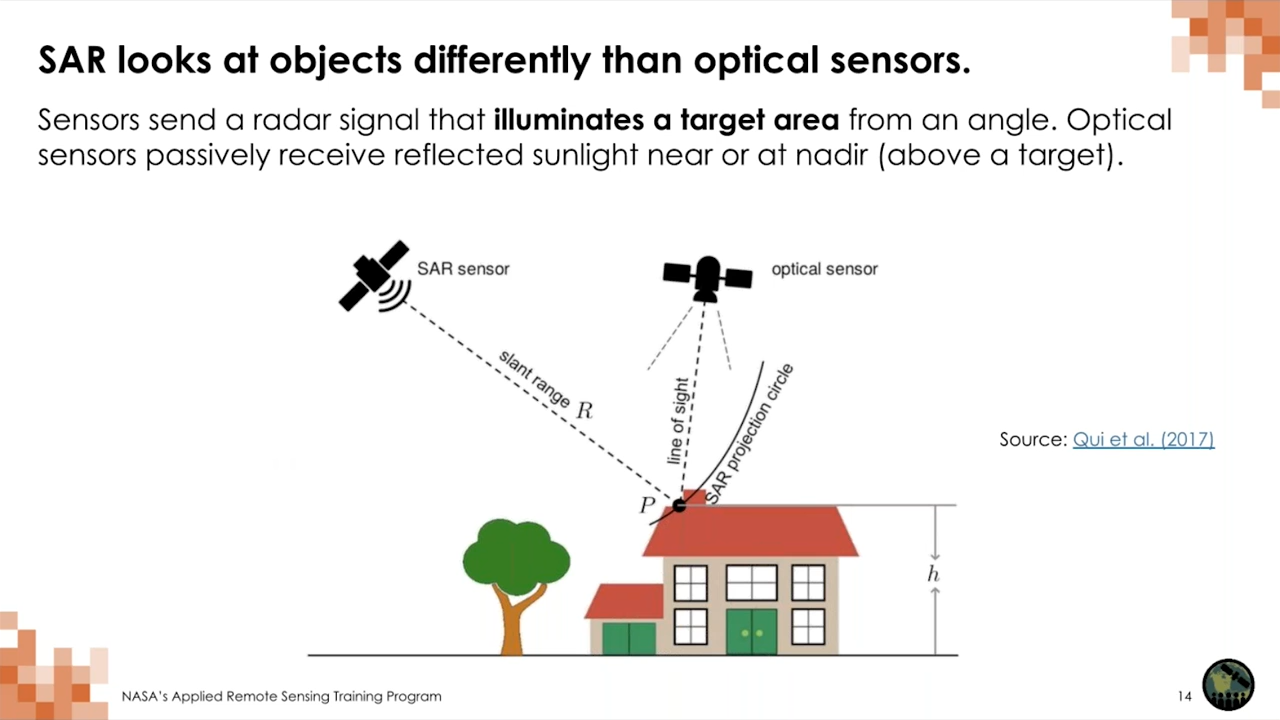 SAR looks at objects differently than optical sensors.
Sensors send a radar signal that illuminates a target area from an angle. Optical
sensors passively receive reflected sunlight near or at nadir (above a target).
SAR sensor
optical sensor
slant range R
line of sight
SAR projection circle
Source: Qui et al. (2017)
P
h
NASA's Applied Remote Sensing Training Program
14